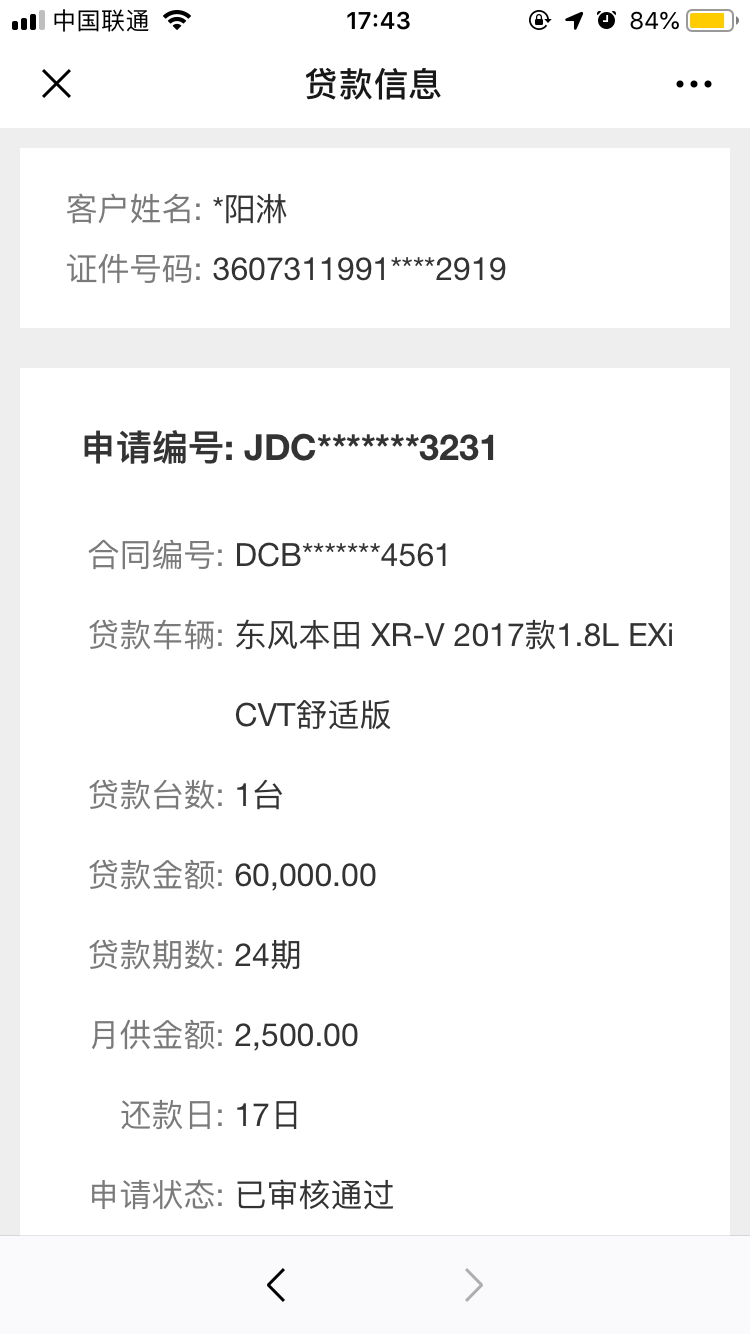 中国联通 17:43 84%
贷款信息
客户姓名: *阳淋
证件号码: 3607311991****2919
申请编号: JDC*******3231
合同编号: DCB*******4561
贷款车辆: 东风本田 XR-V 2017款1.8L EXi
CVT舒适版
贷款台数: 1台
贷款金额: 60,000.00
贷款期数: 24期
月供金额: 2,500.00
还款日: 17日
申请状态: 已审核通过